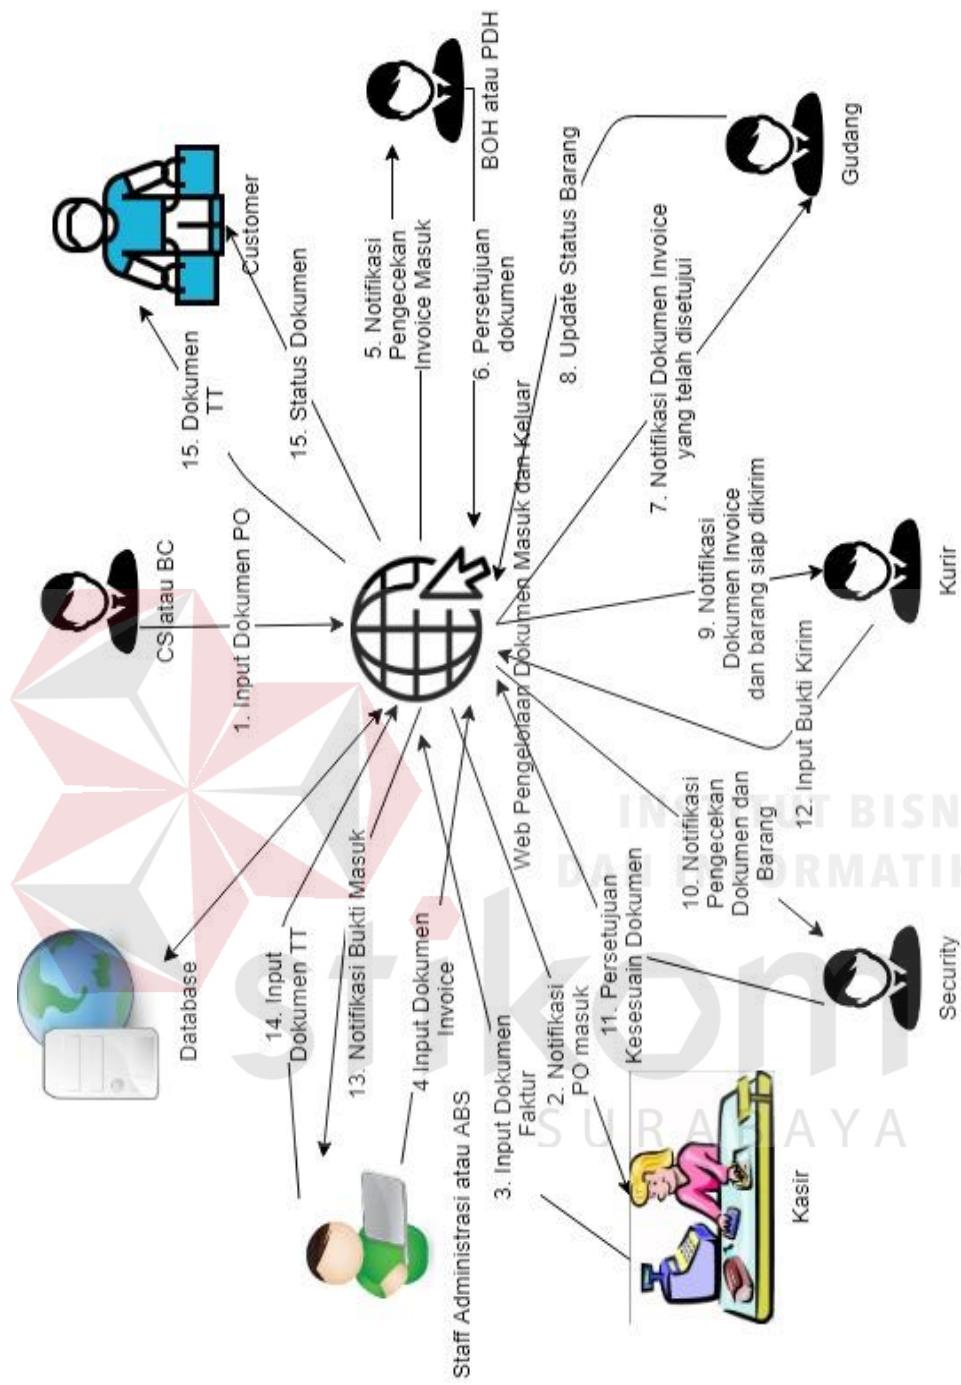 Database
CS atau BC
1. Input Dokumen PO
Customer
15. Dokumen
TT
15. Status Dokumen
14. Input
Dokumen TT
13. Notifikasi Bukti Masuk
4 Input Dokumen
Invoice
Staff Administrasi atau ABS
5. Notifikasi
Pengecekan
Invoice Masuk
BOH atau PDH
6. Persetujuan
dokumen
Web Pengelolaan Dokumen Masuk dan Keluar
8. Update Status Barang
3. Input Dokumen
Faktur
2. Notifikasi
PO masuk
11. Persetujuan
Kesesuain Dokumen
7. Notifikasi Dokumen Invoice
yang telah disetujui
Gudang
9. Notifikasi
Dokumen Invoice
dan barang siap dikirim
10. Notifikasi
Pengecekan
Dokumen dan
Barang
12. Input Bukti Kirim
Kasir
Security
Kurir
INSTITUT BISN
DAN INFORMATIK
stikom
SURABAYA